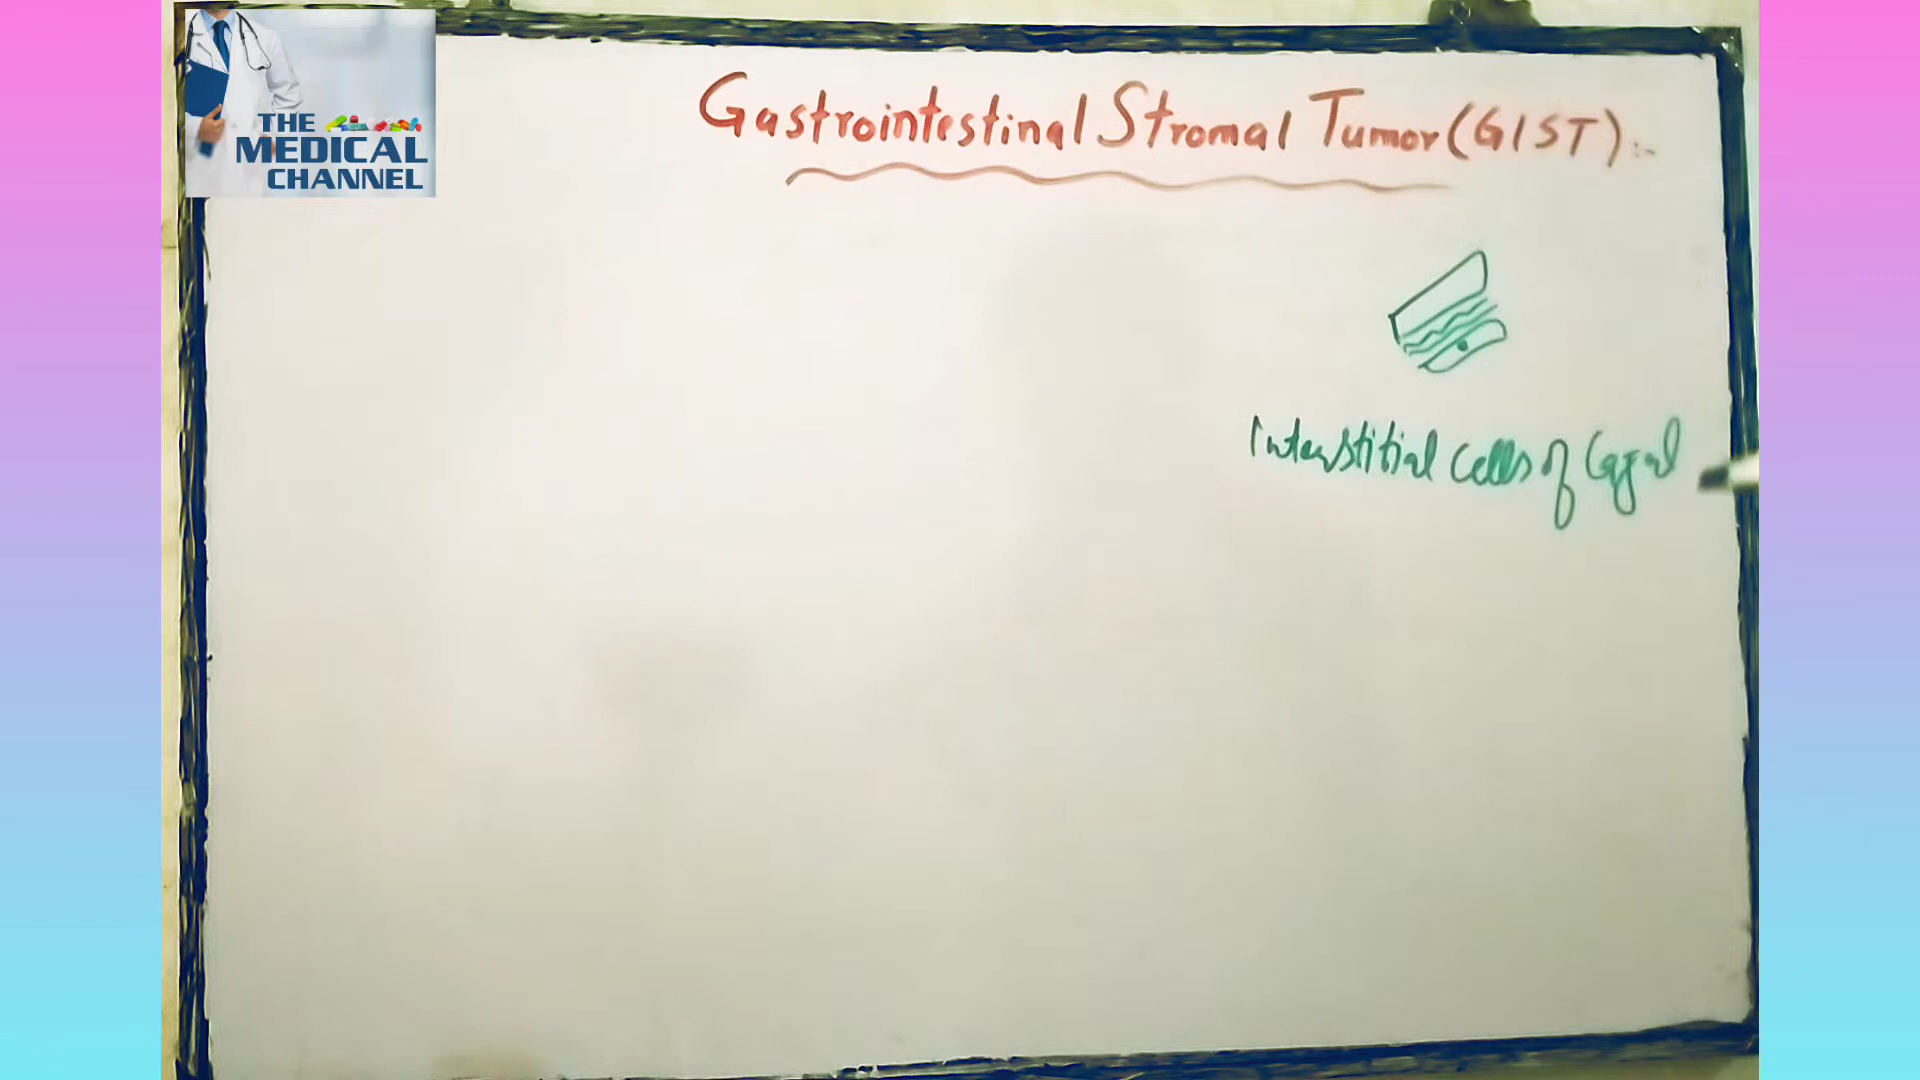 THE
MEDICAL
CHANNEL
Gastrointestinal Stromal Tumor (GIST):-
Interstitial Cells of Cajal